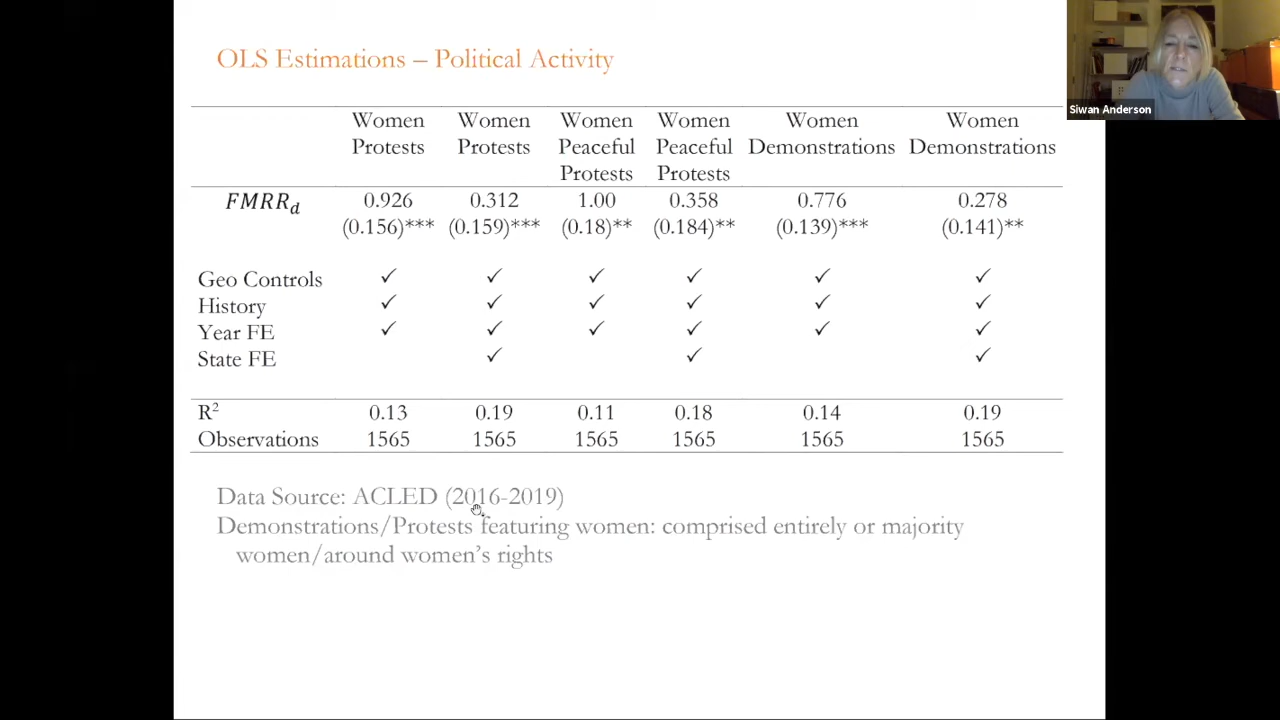 OLS Estimations – Political Activity
Siwan Anderson
Women Women Women Women Women Women
Protests Protests Peaceful Peaceful Demonstrations Demonstrations
Protests Protests
FMRR_d 0.926 0.312 1.00 0.358 0.776 0.278
(0.156)*** (0.159)*** (0.18)** (0.184)** (0.139)*** (0.141)**
Geo Controls ✓ ✓ ✓ ✓ ✓ ✓
History ✓ ✓ ✓ ✓ ✓ ✓
Year FE ✓ ✓ ✓ ✓ ✓ ✓
State FE ✓ ✓ ✓
R² 0.13 0.19 0.11 0.18 0.14 0.19
Observations 1565 1565 1565 1565 1565 1565
Data Source: ACLED (2016-2019)
Demonstrations/Protests featuring women: comprised entirely or majority
women/around women’s rights